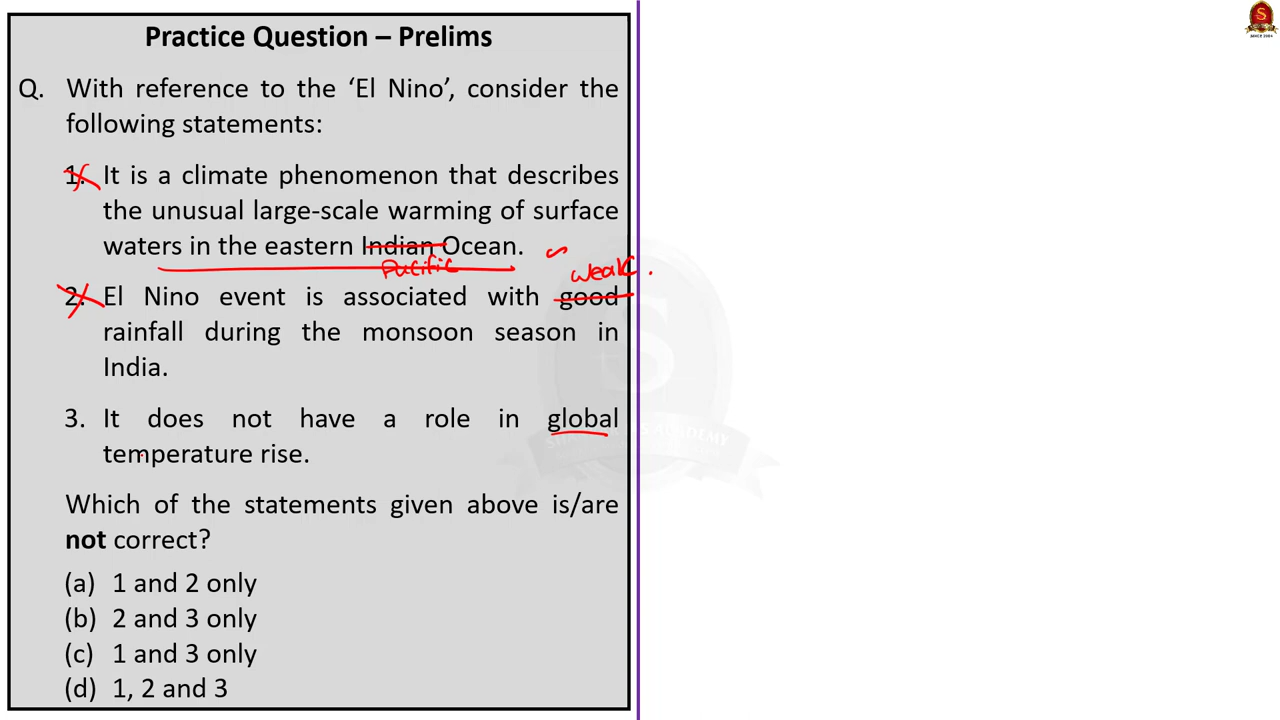 Practice Question – Prelims
Q. With reference to the ‘El Nino’, consider the
following statements:
1. It is a climate phenomenon that describes
the unusual large-scale warming of surface
waters in the eastern Indian Ocean.
Pacific
weak.
2. El Nino event is associated with good
rainfall during the monsoon season in
India.
3. It does not have a role in global
temperature rise.
Which of the statements given above is/are
not correct?
(a) 1 and 2 only
(b) 2 and 3 only
(c) 1 and 3 only
(d) 1, 2 and 3
S
SINCE 2004